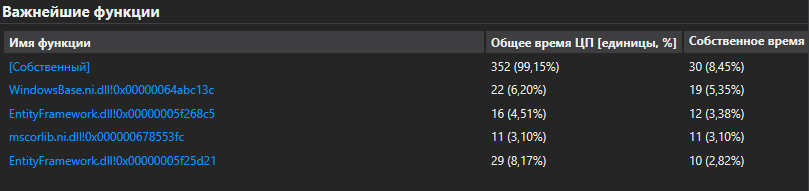 Важнейшие функции
Имя функции Общее время ЦП [единицы, %] Собственное время
[Собственный] 352 (99,15%) 30 (8,45%)
WindowsBase.ni.dll!0x00000064abc13c 22 (6,20%) 19 (5,35%)
EntityFramework.dll!0x00000005f268c5 16 (4,51%) 12 (3,38%)
mscorlib.ni.dll!0x000000678553fc 11 (3,10%) 11 (3,10%)
EntityFramework.dll!0x00000005f25d21 29 (8,17%) 10 (2,82%)